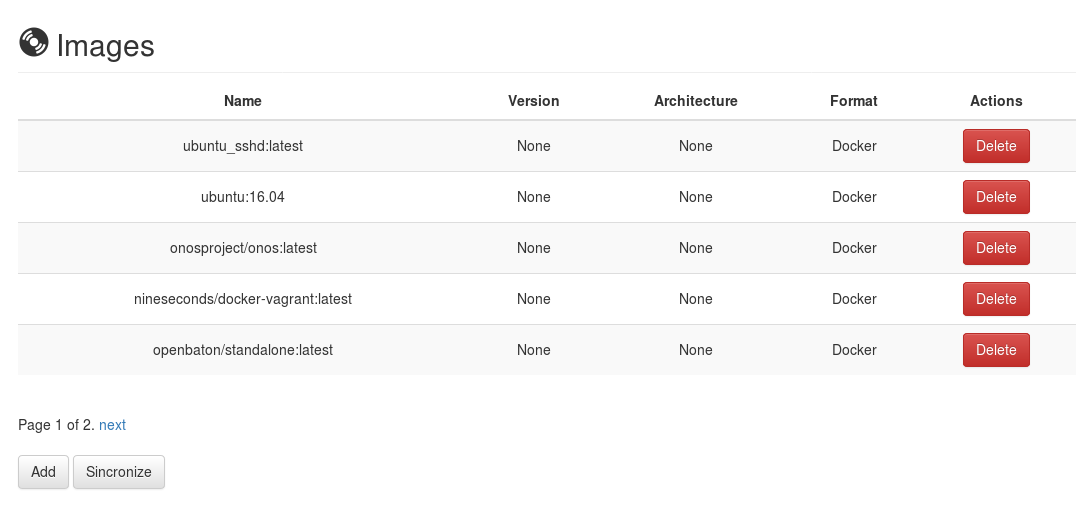 Images
Name Version Architecture Format Actions
ubuntu_sshd:latest None None Docker Delete
ubuntu:16.04 None None Docker Delete
onosproject/onos:latest None None Docker Delete
nineseconds/docker-vagrant:latest None None Docker Delete
openbaton/standalone:latest None None Docker Delete
Page 1 of 2. next
Add Sincronize